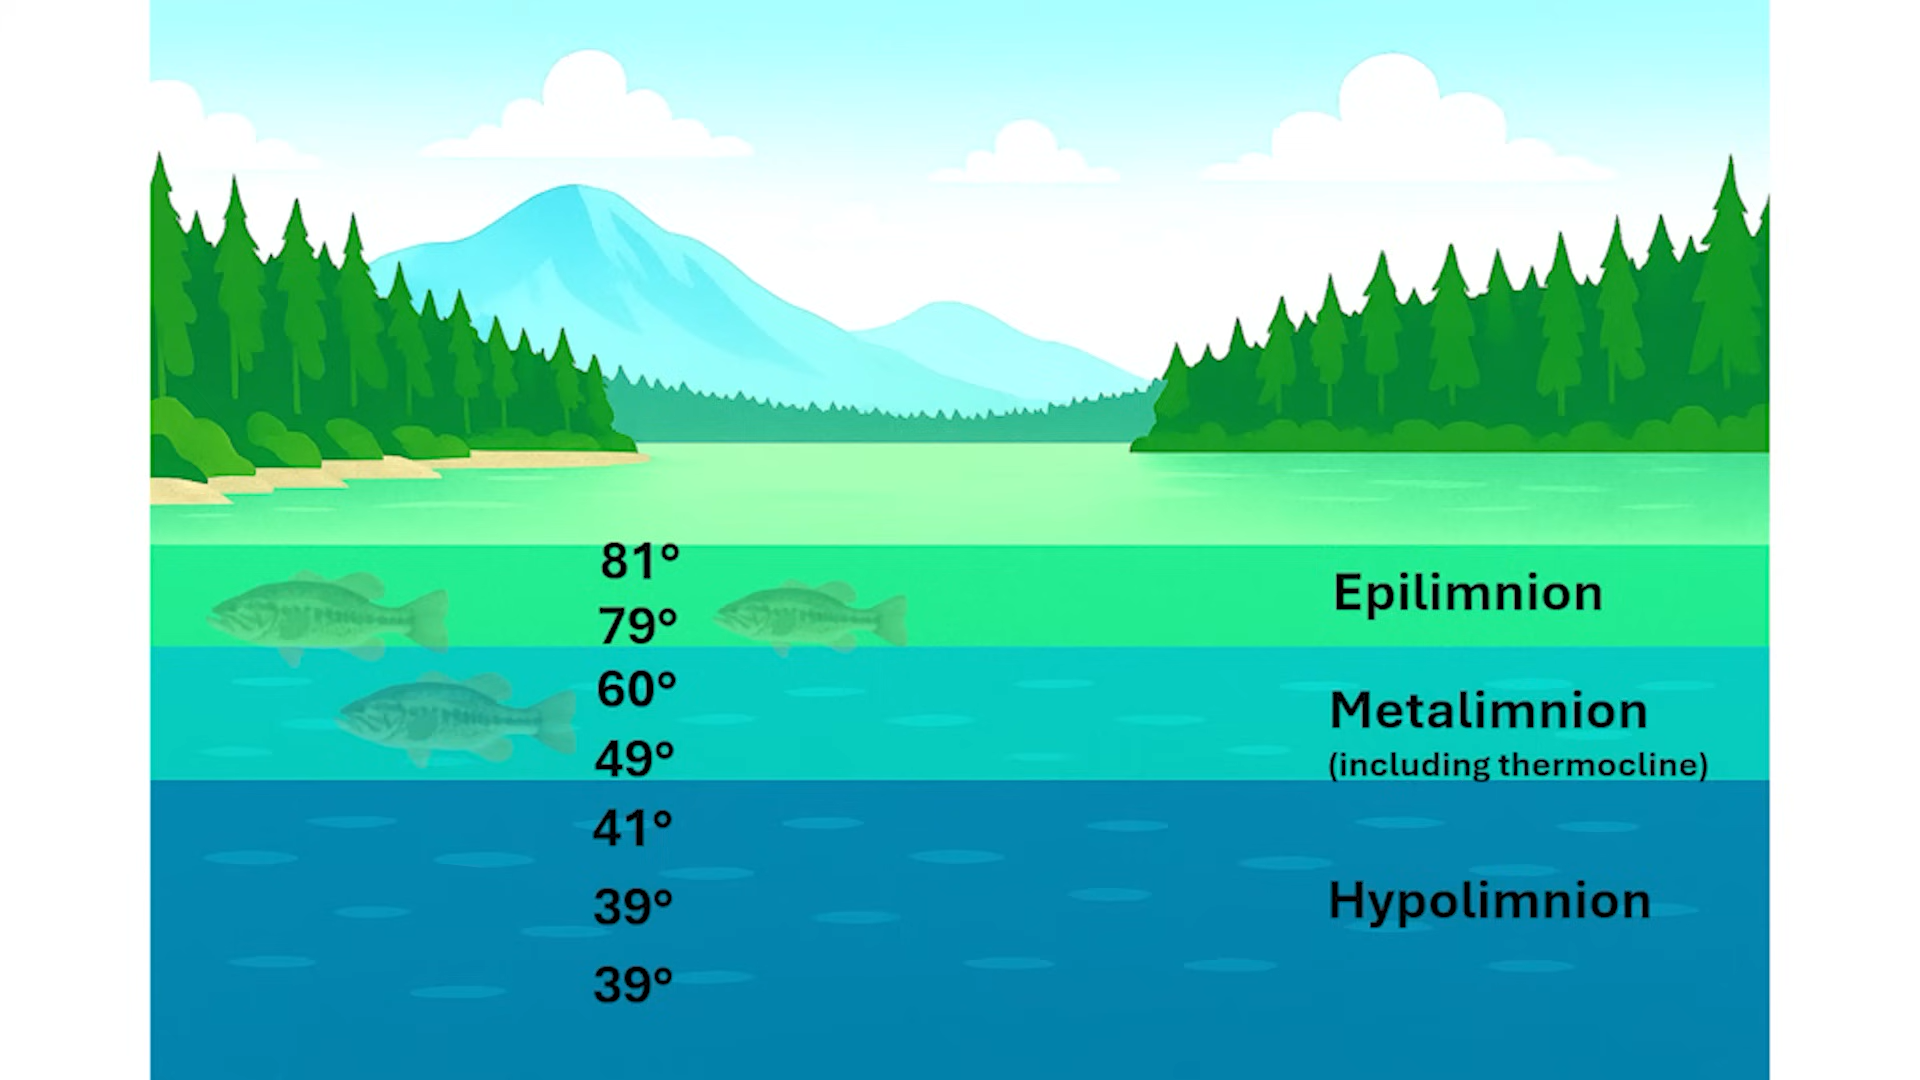 81°
79°
Epilimnion
60°
49°
Metalimnion
(including thermocline)
41°
39°
39°
Hypolimnion